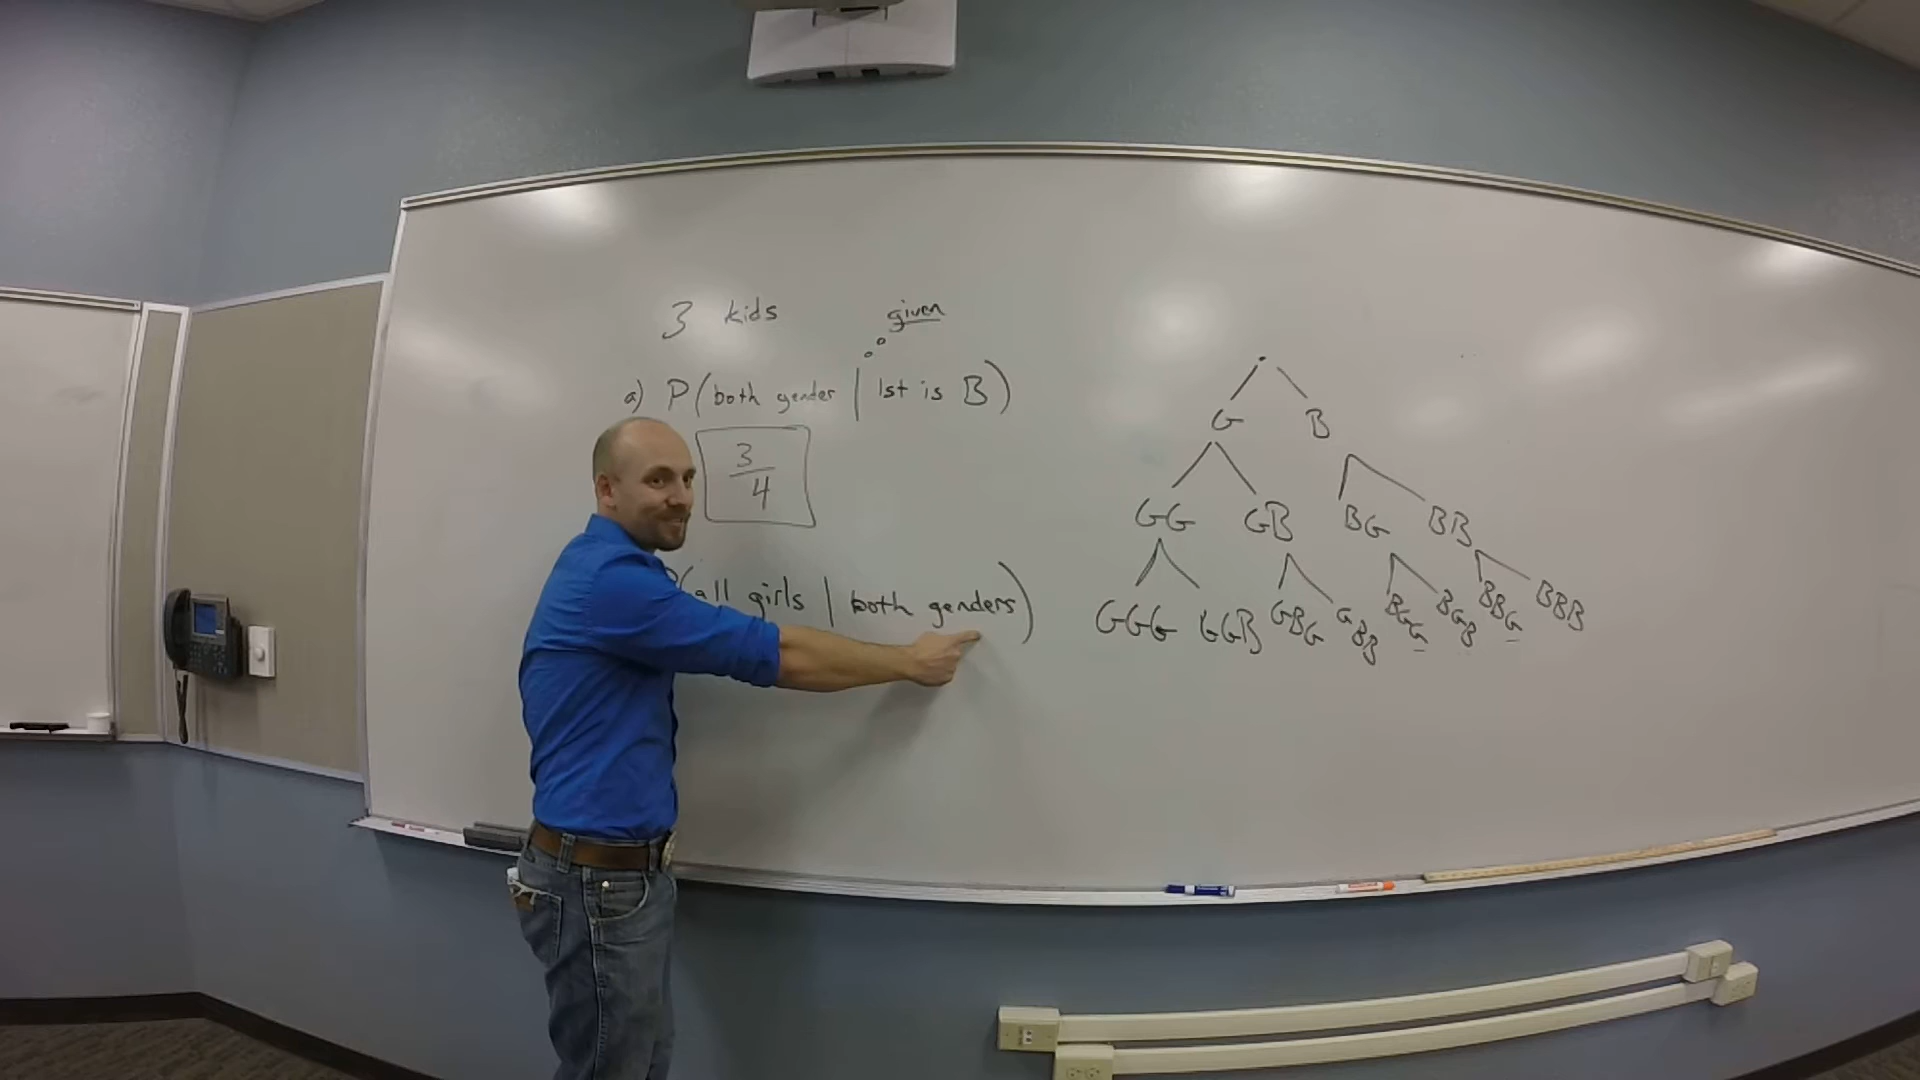 3 kids
given
a) P(both gender | 1st is B)
3
4
P(all girls | both genders)
G B
GG GB BG BB
GGG GGB GBG GBB BGG BGB BBG BBB